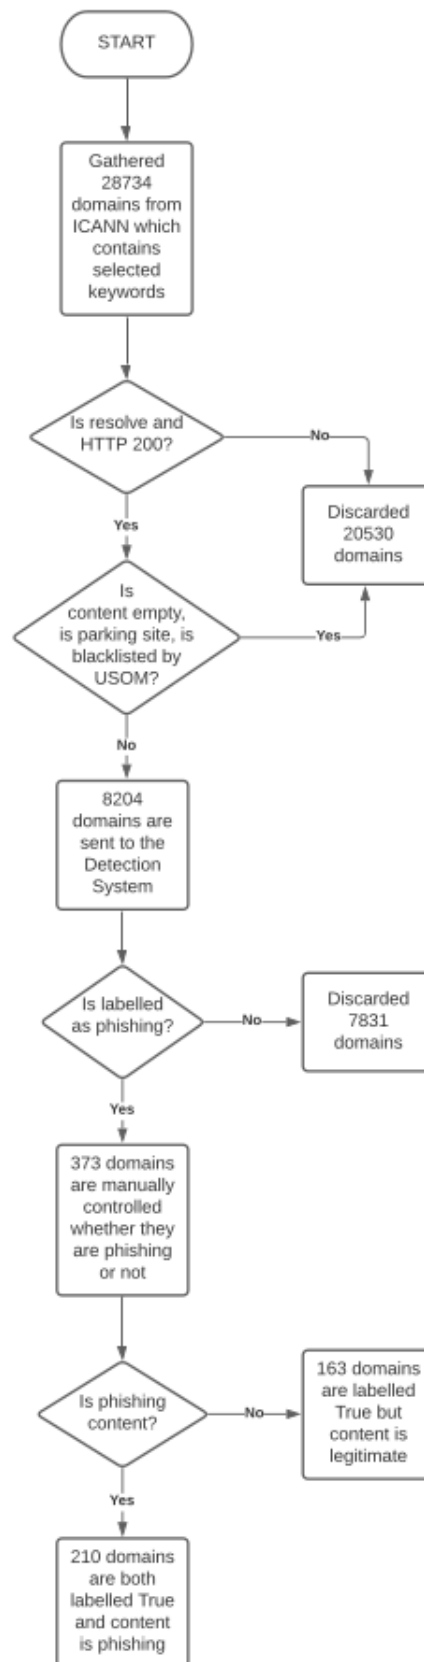 START
Gathered
28734
domains from
ICANN which
contains
selected
keywords
Is resolve and
HTTP 200?
No
Discarded
20530
domains
Yes
Is
content empty,
is parking site, is
blacklisted by
USOM?
Yes
No
8204
domains are
sent to the
Detection
System
Is labelled
as phishing?
No
Discarded
7831
domains
Yes
373 domains
are manually
controlled
whether they
are phishing
or not
Is phishing
content?
No
163 domains
are labelled
True but
content is
legitimate
Yes
210 domains
are both
labelled True
and content
is phishing